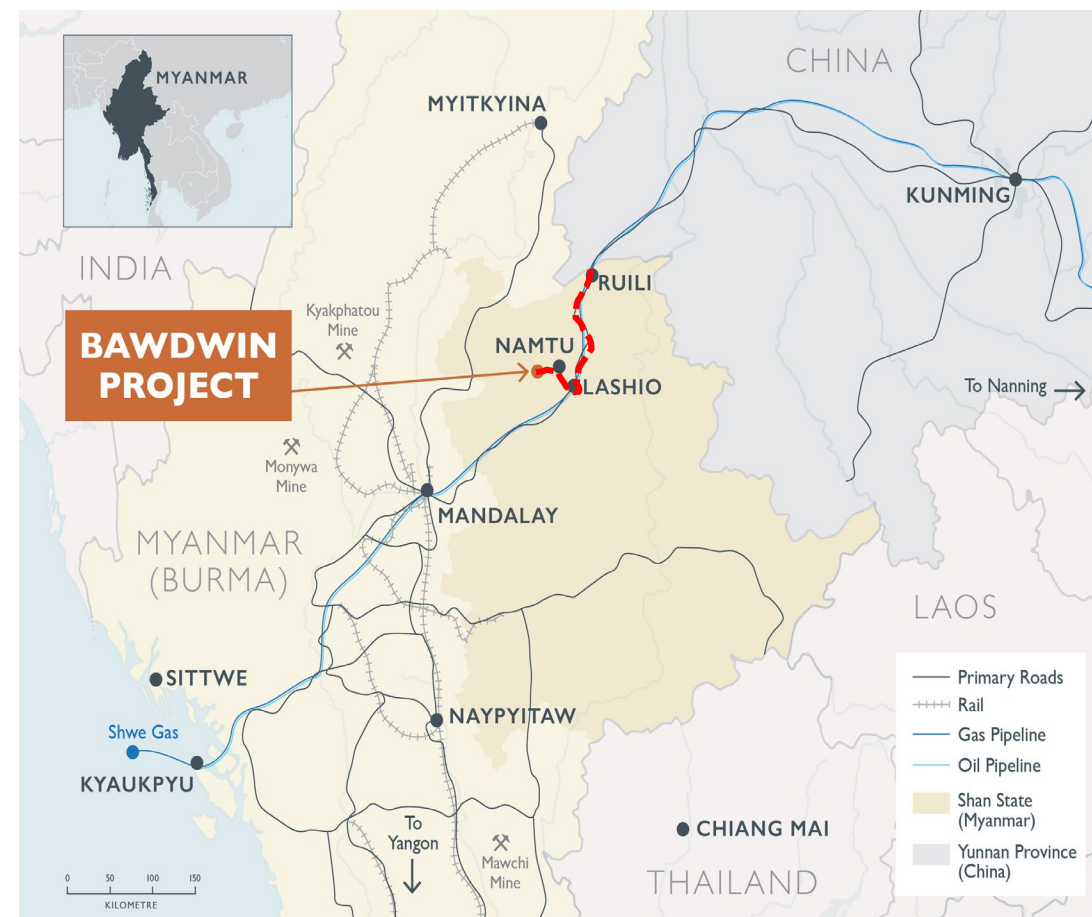 MYANMAR
CHINA
MYITKYINA
KUNMING
INDIA
RUILI
Kyakphatou
Mine
BAWDWIN
PROJECT
NAMTU
LASHIO
To Nanning
Monywa
Mine
MANDALAY
MYANMAR
(BURMA)
LAOS
SITTWE
NAYPYITAW
Shwe Gas
KYAUKPYU
To
Yangon
Mawchi
Mine
CHIANG MAI
THAILAND
Primary Roads
Rail
Gas Pipeline
Oil Pipeline
Shan State
(Myanmar)
Yunnan Province
(China)
0 50 100 150
KILOMETRE